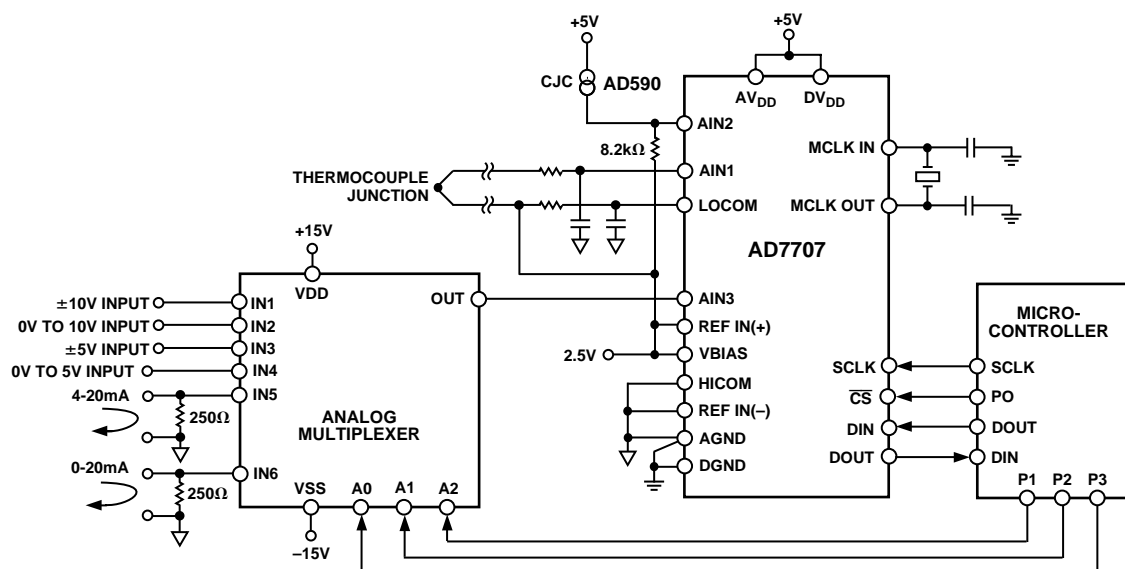 +5V
+5V
CJC
AD590
AVDD
DVDD
AIN2
MCLK IN
8.2kΩ
THERMOCOUPLE
JUNCTION
AIN1
LOCOM
MCLK OUT
AD7707
+15V
VDD
OUT
AIN3
±10V INPUT
IN1
0V TO 10V INPUT
IN2
±5V INPUT
IN3
0V TO 5V INPUT
IN4
4-20mA
IN5
250Ω
ANALOG
MULTIPLEXER
0-20mA
IN6
250Ω
VSS
A0
A1
A2
–15V
REF IN(+)
2.5V
VBIAS
HICOM
REF IN(–)
AGND
DGND
SCLK
CS
DIN
DOUT
MICRO-
CONTROLLER
SCLK
PO
DOUT
DIN
P1
P2
P3